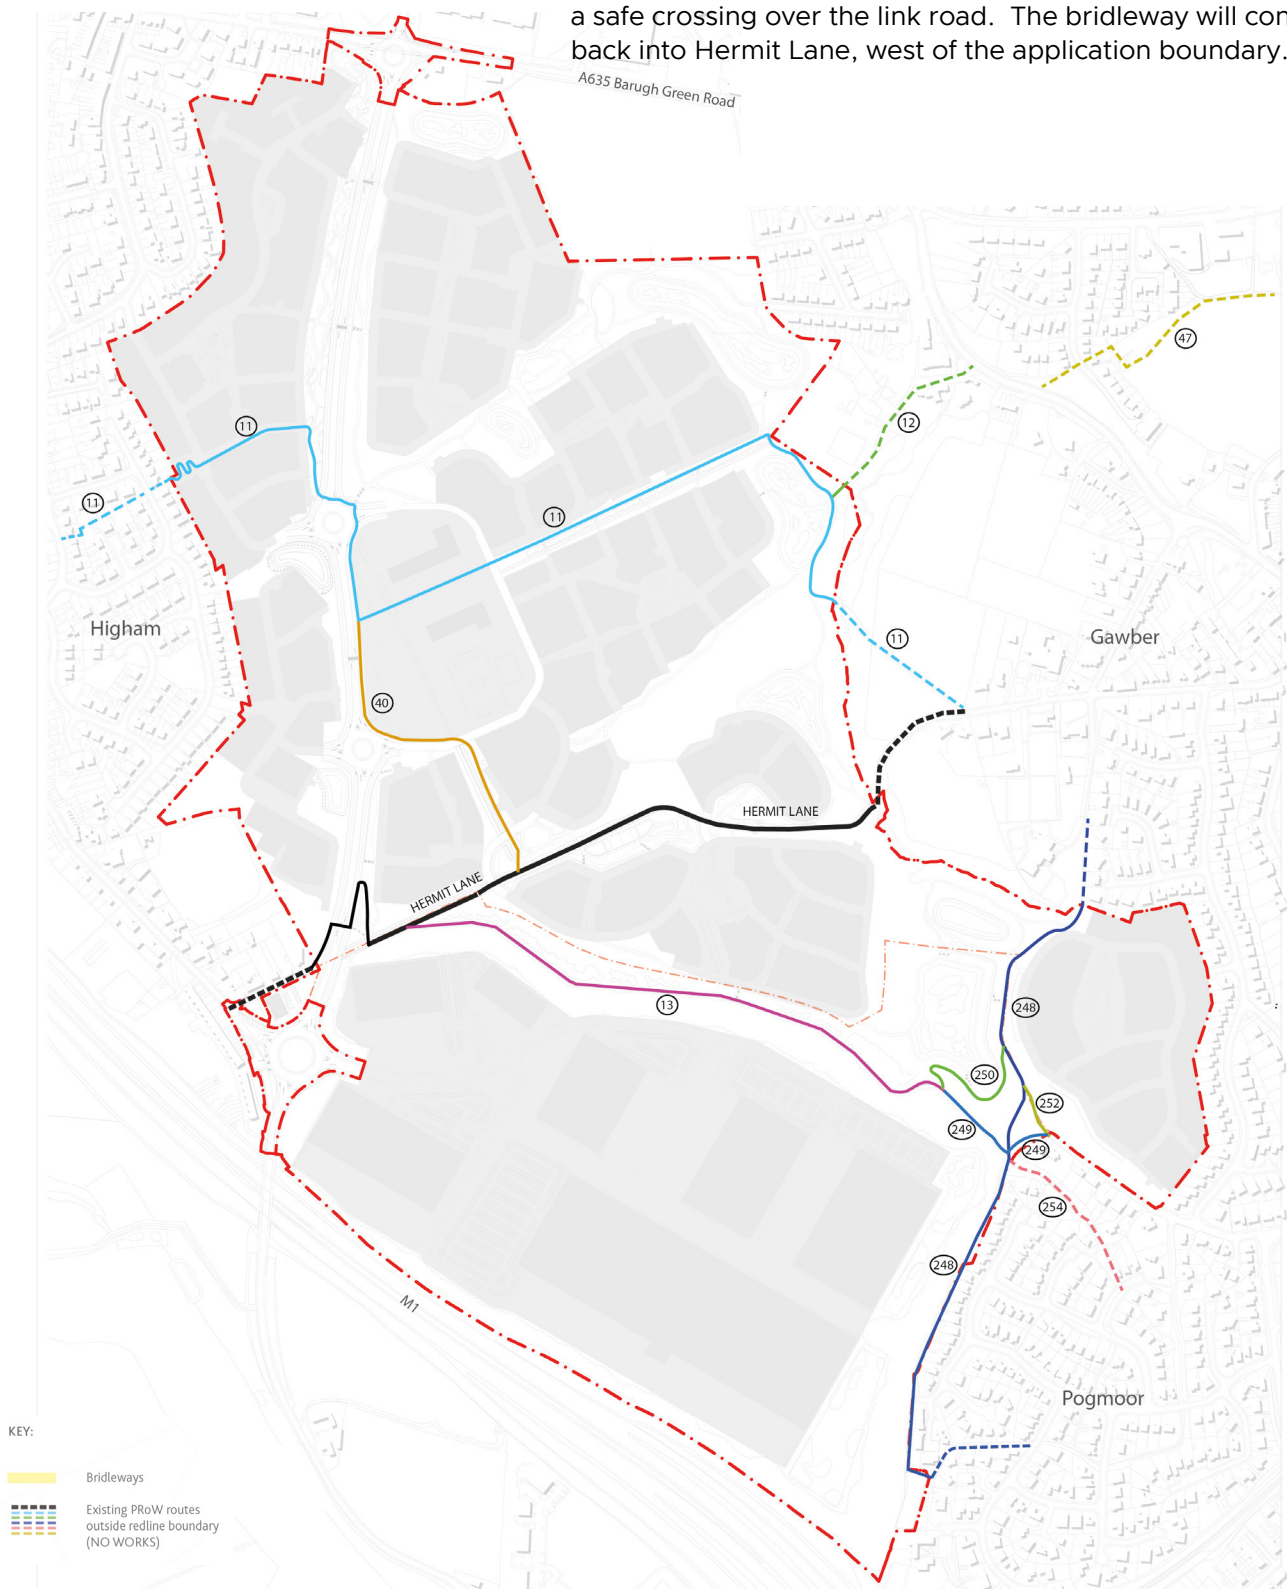 a safe crossing over the link road. The bridleway will con
back into Hermit Lane, west of the application boundary.
A635 Barugh Green Road
47
12
11
11
11
Higham
11
Gawber
40
HERMIT LANE
HERMIT LANE
13
248
250
252
249
249
254
248
M1
Pogmoor
KEY:
Bridleways
Existing PRoW routes
outside redline boundary
(NO WORKS)